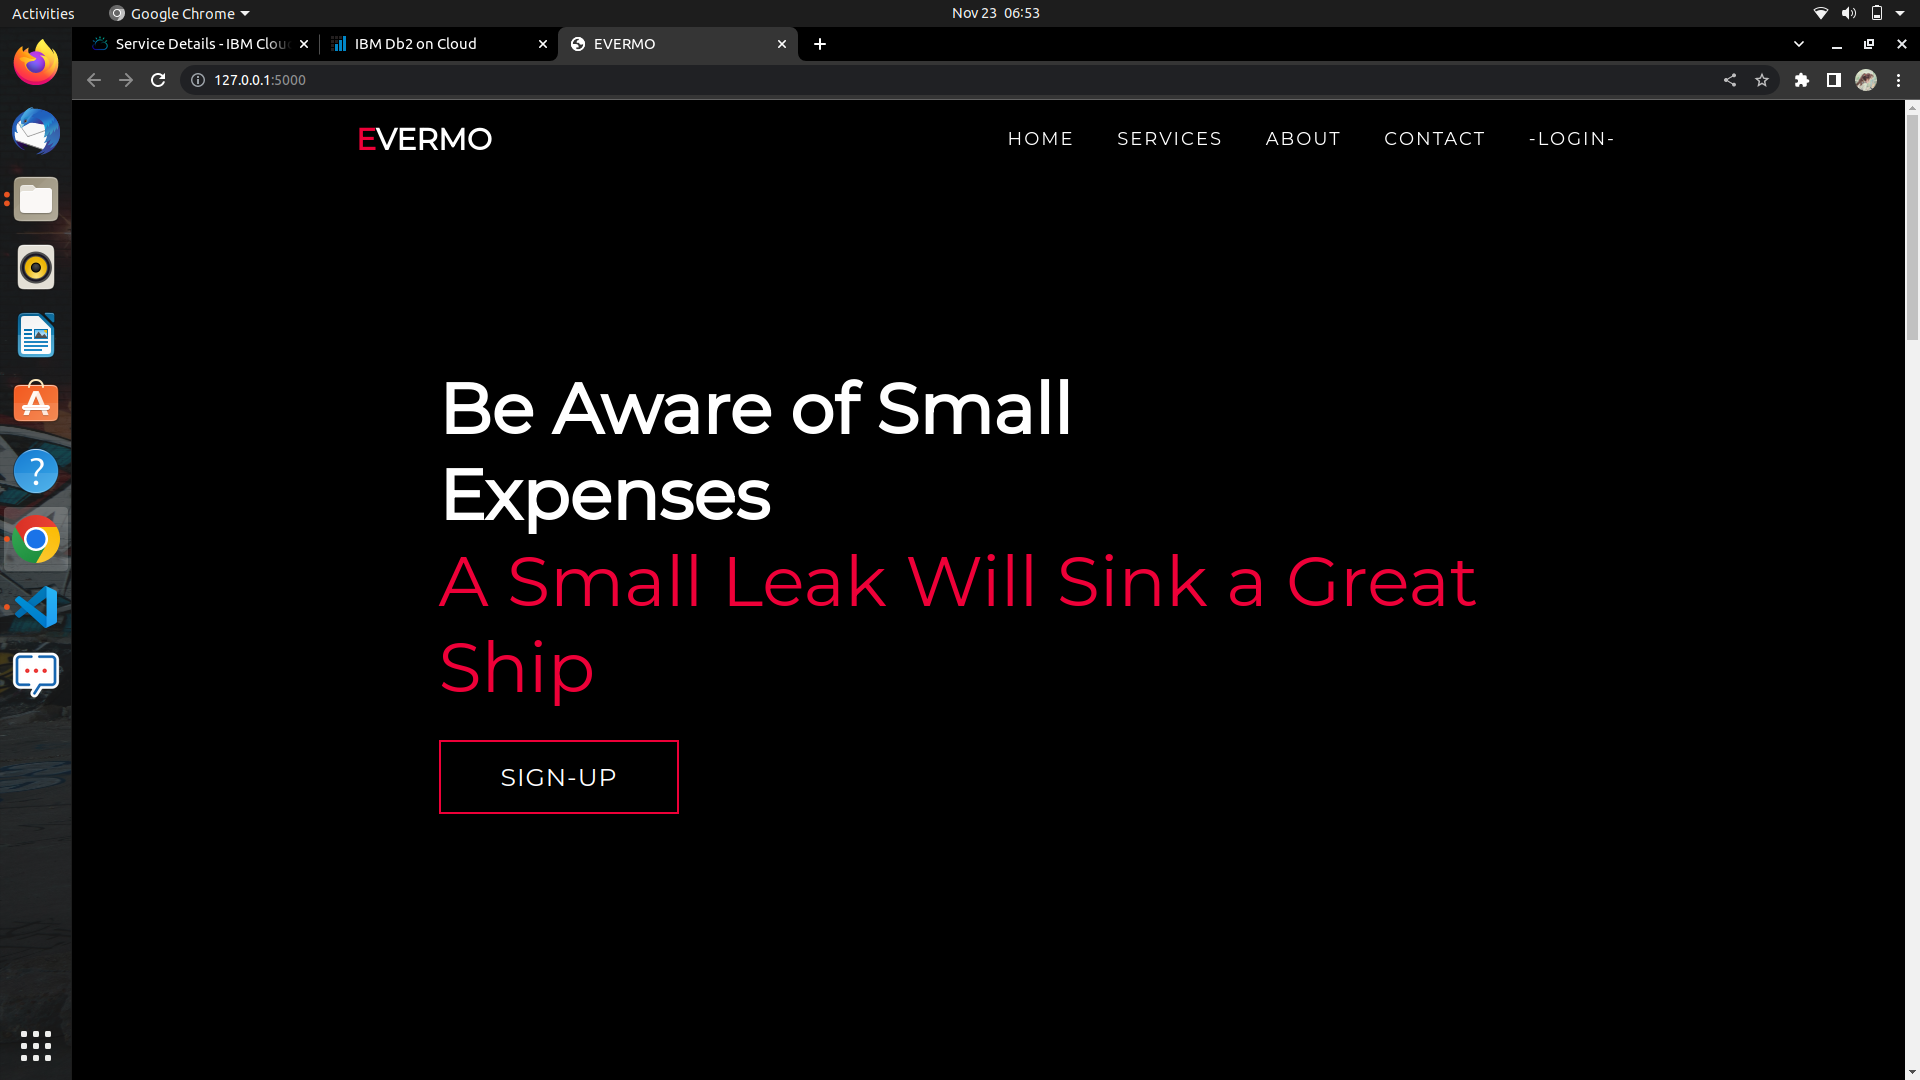 Activities
Google Chrome
Nov 23 06:53
Service Details - IBM Clou
IBM Db2 on Cloud
EVERMO
127.0.0.1:5000
EVERMO
HOME
SERVICES
ABOUT
CONTACT
-LOGIN-
Be Aware of Small
Expenses
A Small Leak Will Sink a Great
Ship
SIGN-UP